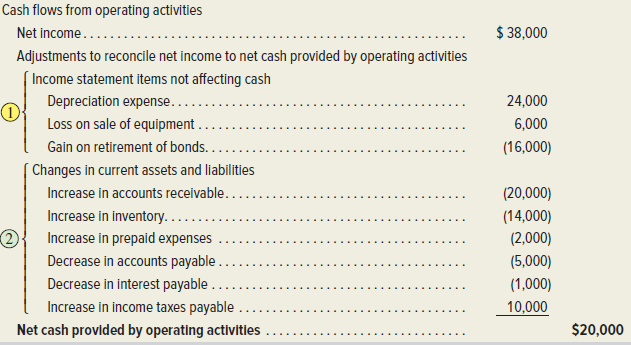 Cash flows from operating activities
Net income . . . . . . . . . . . . . . . . . . . . . . . . . . . . . . . . . . . . . . . . . . . . . . . . . . . . . . . . $ 38,000
Adjustments to reconcile net income to net cash provided by operating activities
Income statement items not affecting cash
1 Depreciation expense . . . . . . . . . . . . . . . . . . . . . . . . . . . . . . . . . . . . . . . . . . . 24,000
Loss on sale of equipment . . . . . . . . . . . . . . . . . . . . . . . . . . . . . . . . . . . . . . . 6,000
Gain on retirement of bonds. . . . . . . . . . . . . . . . . . . . . . . . . . . . . . . . . . . . . . (16,000)
Changes in current assets and liabilities
Increase in accounts receivable . . . . . . . . . . . . . . . . . . . . . . . . . . . . . . . . . . . (20,000)
Increase in inventory. . . . . . . . . . . . . . . . . . . . . . . . . . . . . . . . . . . . . . . . . . . . (14,000)
2 Increase in prepaid expenses . . . . . . . . . . . . . . . . . . . . . . . . . . . . . . . . . . . . (2,000)
Decrease in accounts payable . . . . . . . . . . . . . . . . . . . . . . . . . . . . . . . . . . . . (5,000)
Decrease in interest payable . . . . . . . . . . . . . . . . . . . . . . . . . . . . . . . . . . . . . (1,000)
Increase in income taxes payable . . . . . . . . . . . . . . . . . . . . . . . . . . . . . . . . . 10,000
Net cash provided by operating activities . . . . . . . . . . . . . . . . . . . . . . . . . . . . . $20,000